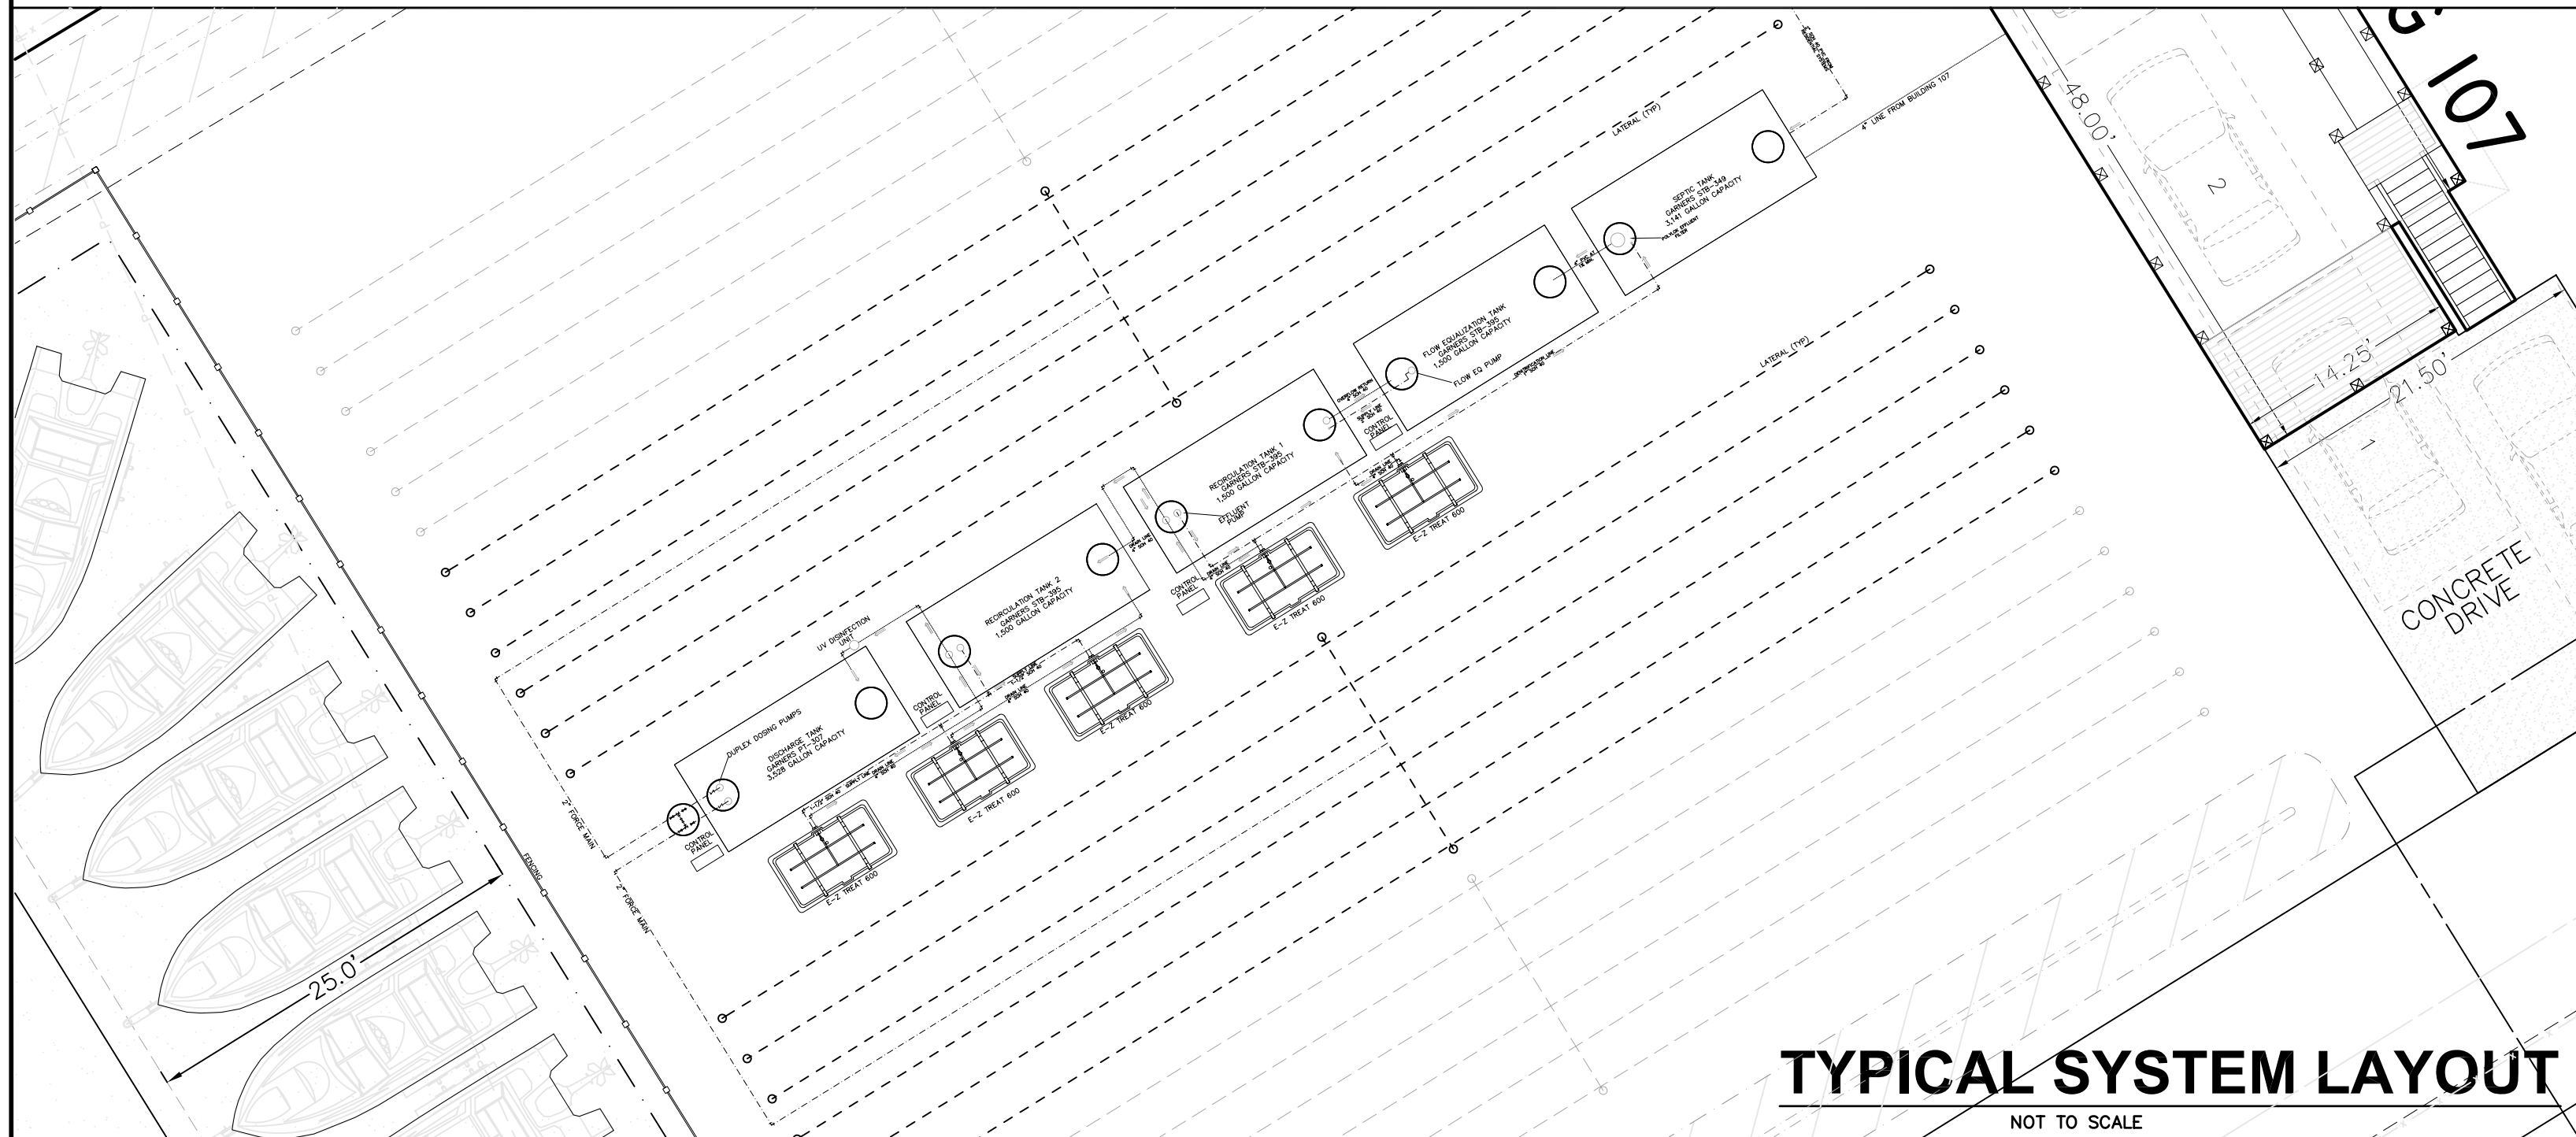 G 107
48.00'
2
4" LINE FROM BUILDING 107
LATERAL (TYP)
SEPTIC TANK
GARNERS STB-349
3,141 GALLON CAPACITY
POLYLOK EFFLUENT
FILTER
FLOW EQUALIZATION TANK
GARNERS STB-395
1,500 GALLON CAPACITY
FLOW EQ PUMP
LATERAL (TYP)
14.25'
21.50'
1
CONCRETE
DRIVE
CONTROL
PANEL
RECIRCULATION TANK 1
GARNERS STB-395
1,500 GALLON CAPACITY
EFFLUENT
PUMP
E-Z TREAT 600
CONTROL
PANEL
E-Z TREAT 600
RECIRCULATION TANK 2
GARNERS STB-395
1,500 GALLON CAPACITY
UV DISINFECTION
UNIT
CONTROL
PANEL
E-Z TREAT 600
E-Z TREAT 600
DUPLEX DOSING PUMPS
DISCHARGE TANK
GARNERS PT-307
3,528 GALLON CAPACITY
CONTROL
PANEL
E-Z TREAT 600
2" FORCE MAIN
2" FORCE MAIN
FENCING
25.0'
TYPICAL SYSTEM LAYOUT
NOT TO SCALE